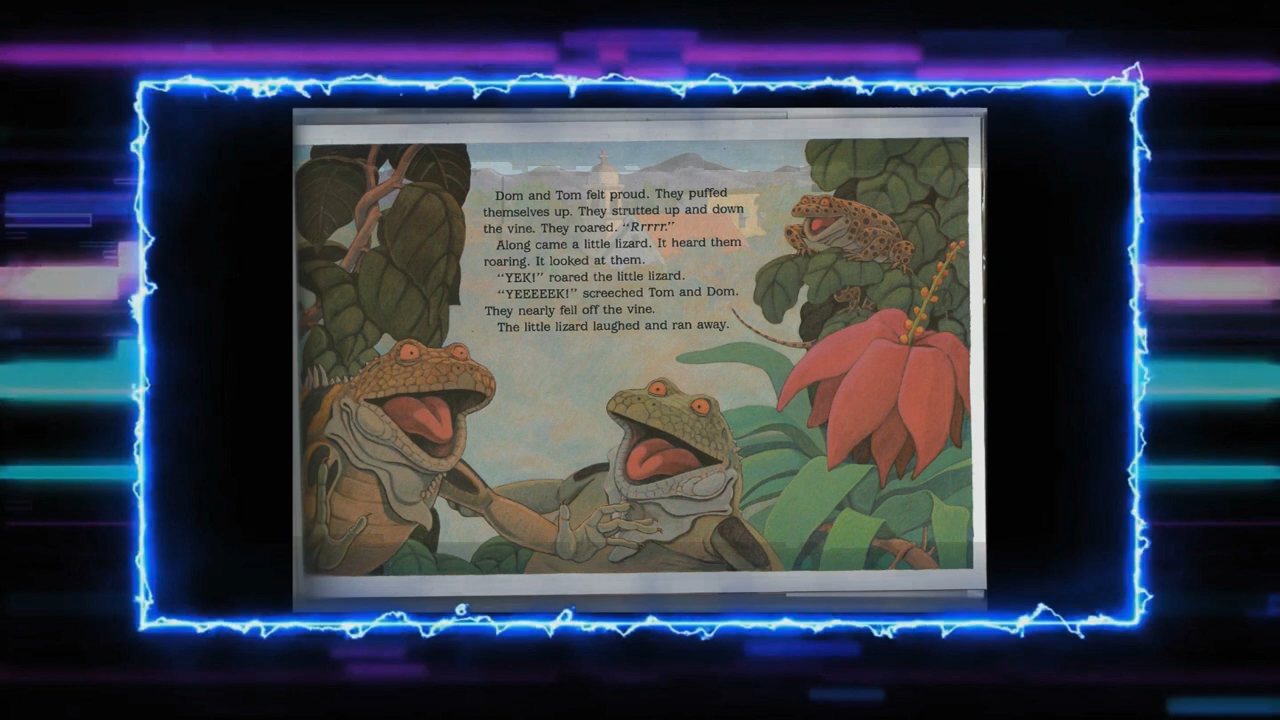 Dom and Tom felt proud. They puffed
themselves up. They strutted up and down
the vine. They roared. “Rrrrr.”
Along came a little lizard. It heard them
roaring. It looked at them.
“YEK!” roared the little lizard.
“YEEEEEK!” screeched Tom and Dom.
They nearly fell off the vine.
The little lizard laughed and ran away.